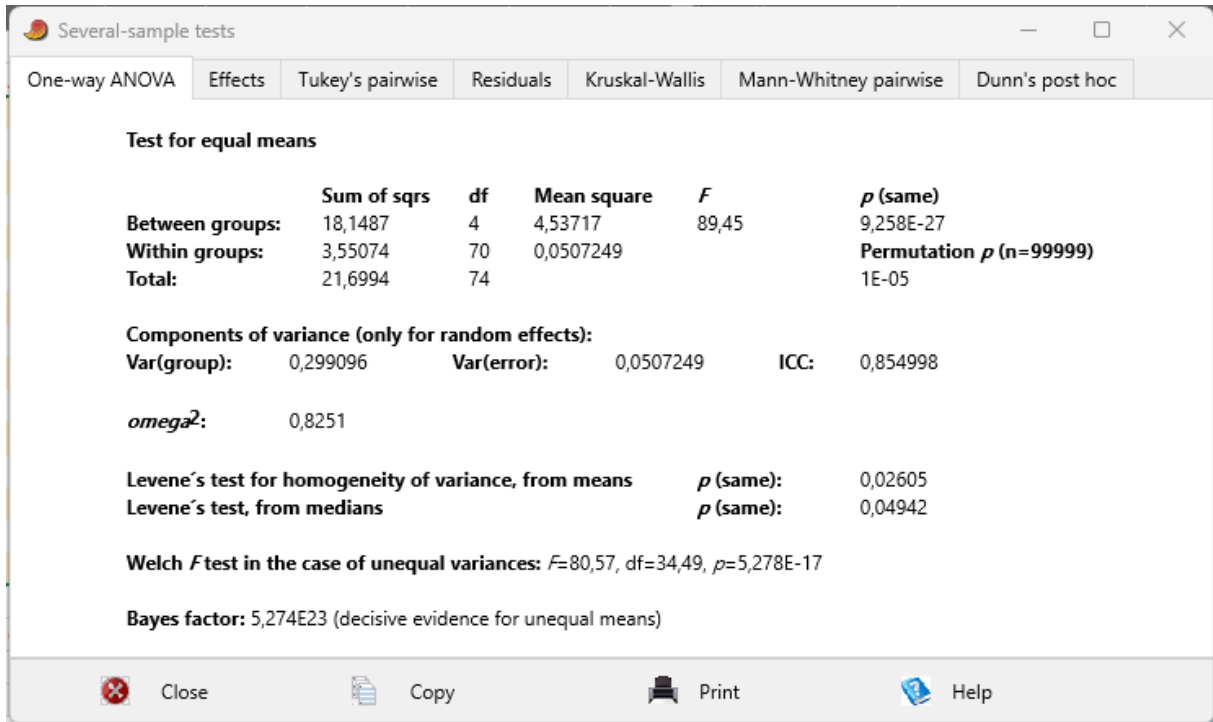 Several-sample tests
One-way ANOVA Effects Tukey's pairwise Residuals Kruskal-Wallis Mann-Whitney pairwise Dunn's post hoc
Test for equal means
Sum of sqrs df Mean square F p (same)
Between groups: 18,1487 4 4,53717 89,45 9,258E-27
Within groups: 3,55074 70 0,0507249 Permutation p (n=99999)
Total: 21,6994 74 1E-05
Components of variance (only for random effects):
Var(group): 0,299096 Var(error): 0,0507249 ICC: 0,854998
omega2: 0,8251
Levene´s test for homogeneity of variance, from means p (same): 0,02605
Levene´s test, from medians p (same): 0,04942
Welch F test in the case of unequal variances: F=80,57, df=34,49, p=5,278E-17
Bayes factor: 5,274E23 (decisive evidence for unequal means)
Close Copy Print Help